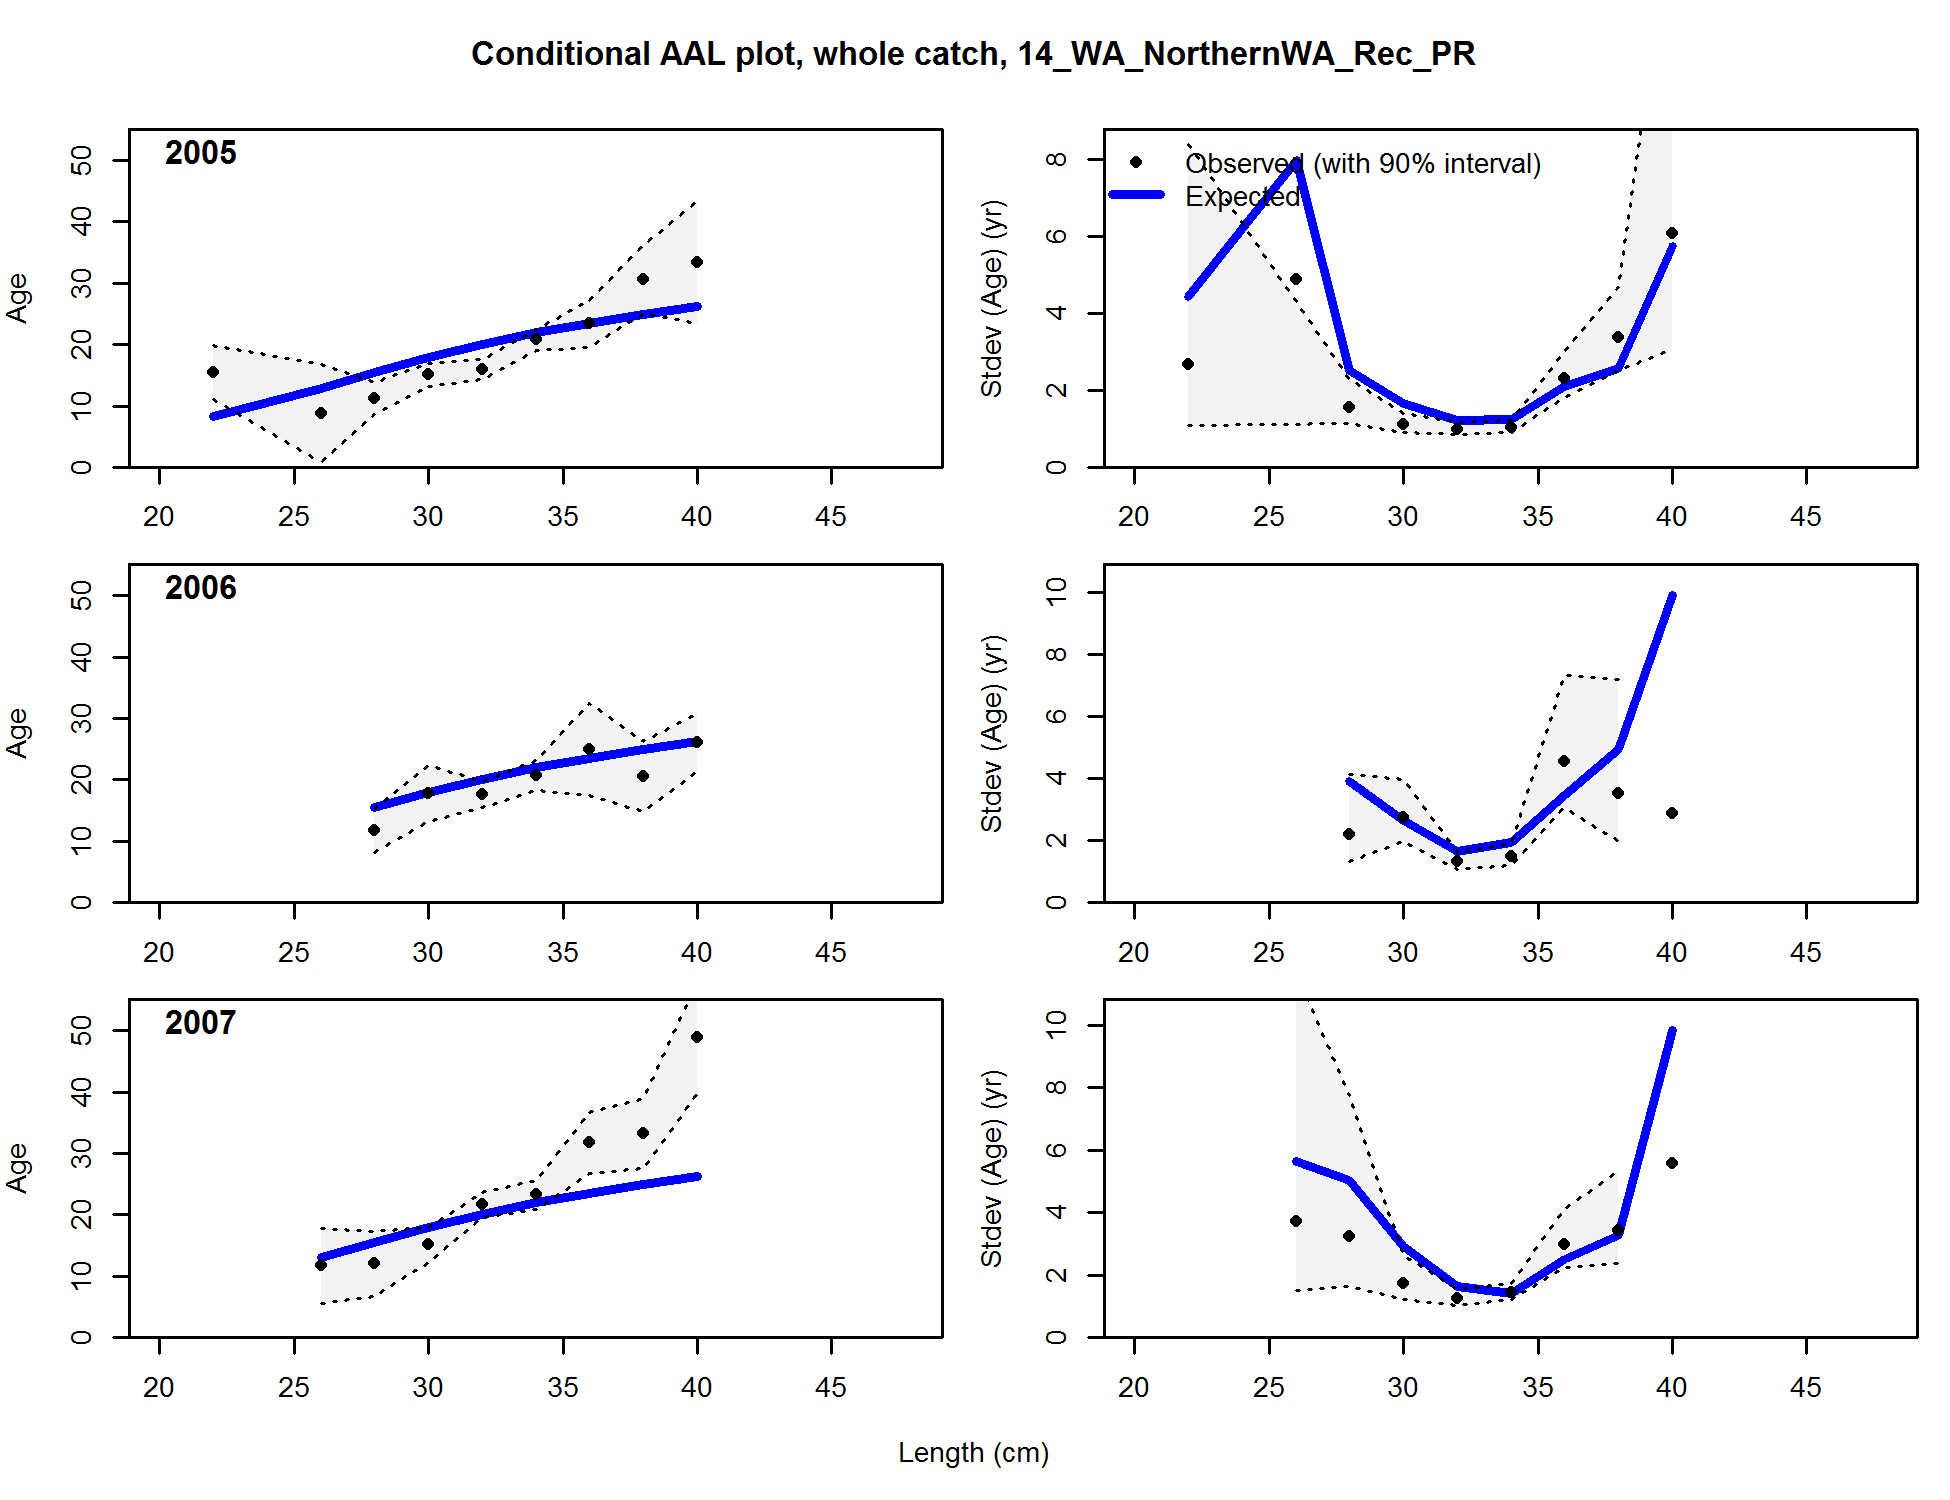 Conditional AAL plot, whole catch, 14_WA_NorthernWA_Rec_PR
2005
Age
0 10 20 30 40 50
20 25 30 35 40 45
Observed (with 90% interval)
Expected
Stdev (Age) (yr)
0 2 4 6 8
20 25 30 35 40 45
2006
Age
0 10 20 30 40 50
20 25 30 35 40 45
Stdev (Age) (yr)
0 2 4 6 8 10
20 25 30 35 40 45
2007
Age
0 10 20 30 40 50
20 25 30 35 40 45
Stdev (Age) (yr)
0 2 4 6 8 10
20 25 30 35 40 45
Length (cm)